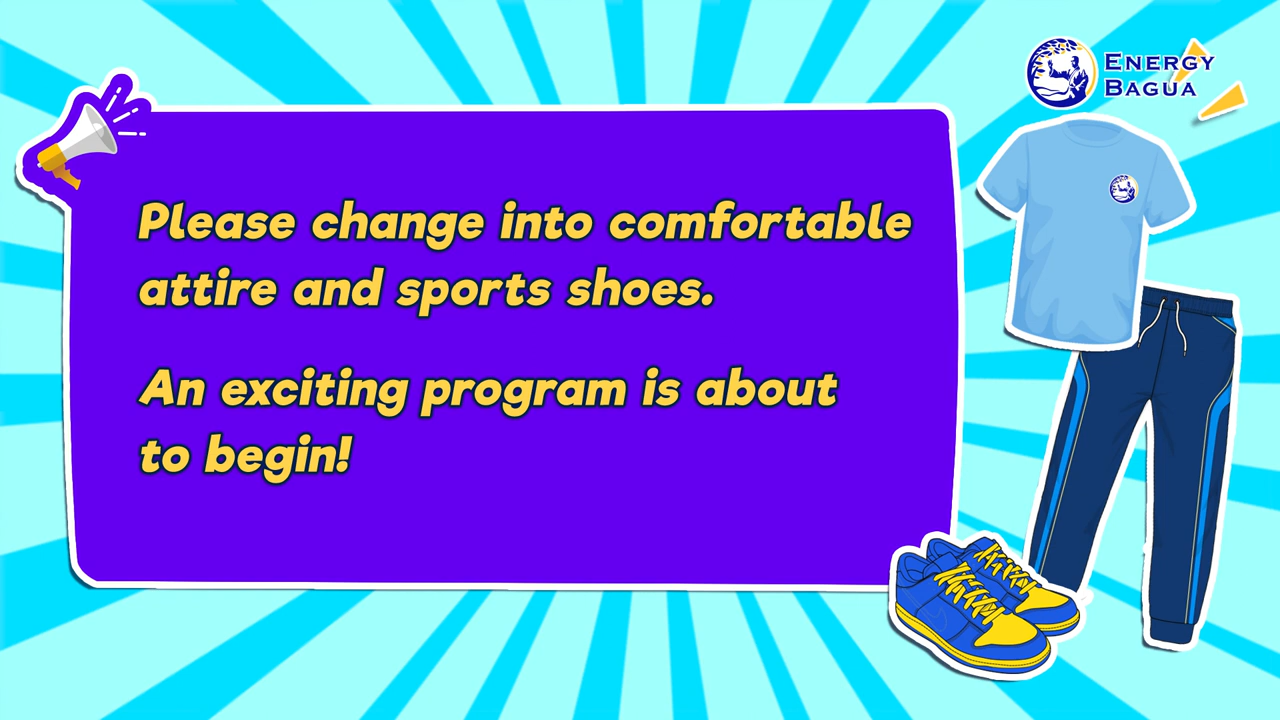 ENERGY
BAGUA
Please change into comfortable
attire and sports shoes.
An exciting program is about
to begin!